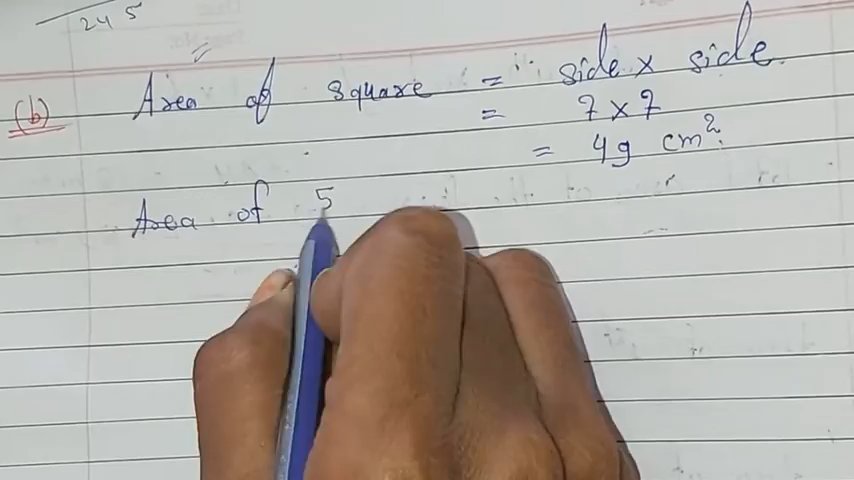 245
(b) Area of square = side x side
= 7 x 7
= 49 cm².
Area of 5